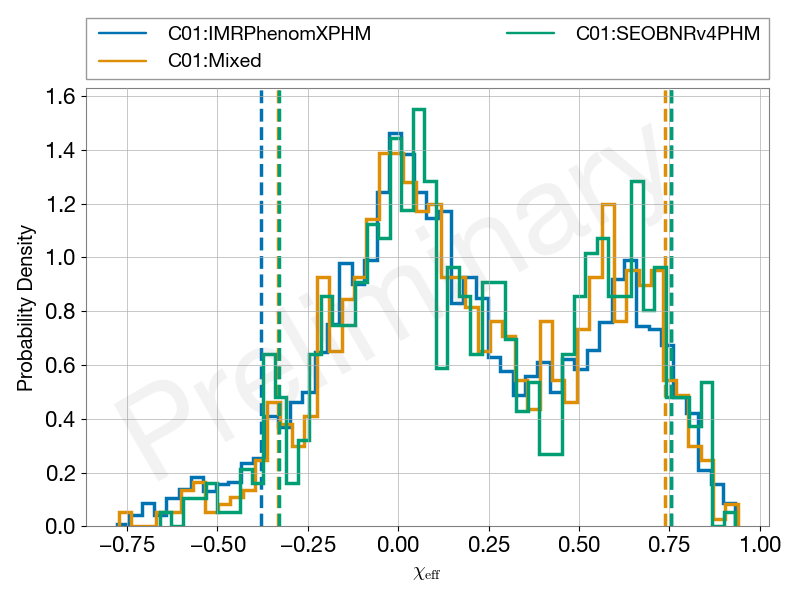 C01:IMRPhenomXPHM
C01:Mixed
C01:SEOBNRv4PHM
Preliminary
Probability Density
1.6
1.4
1.2
1.0
0.8
0.6
0.4
0.2
0.0
−0.75 −0.50 −0.25 0.00 0.25 0.50 0.75 1.00
χeff